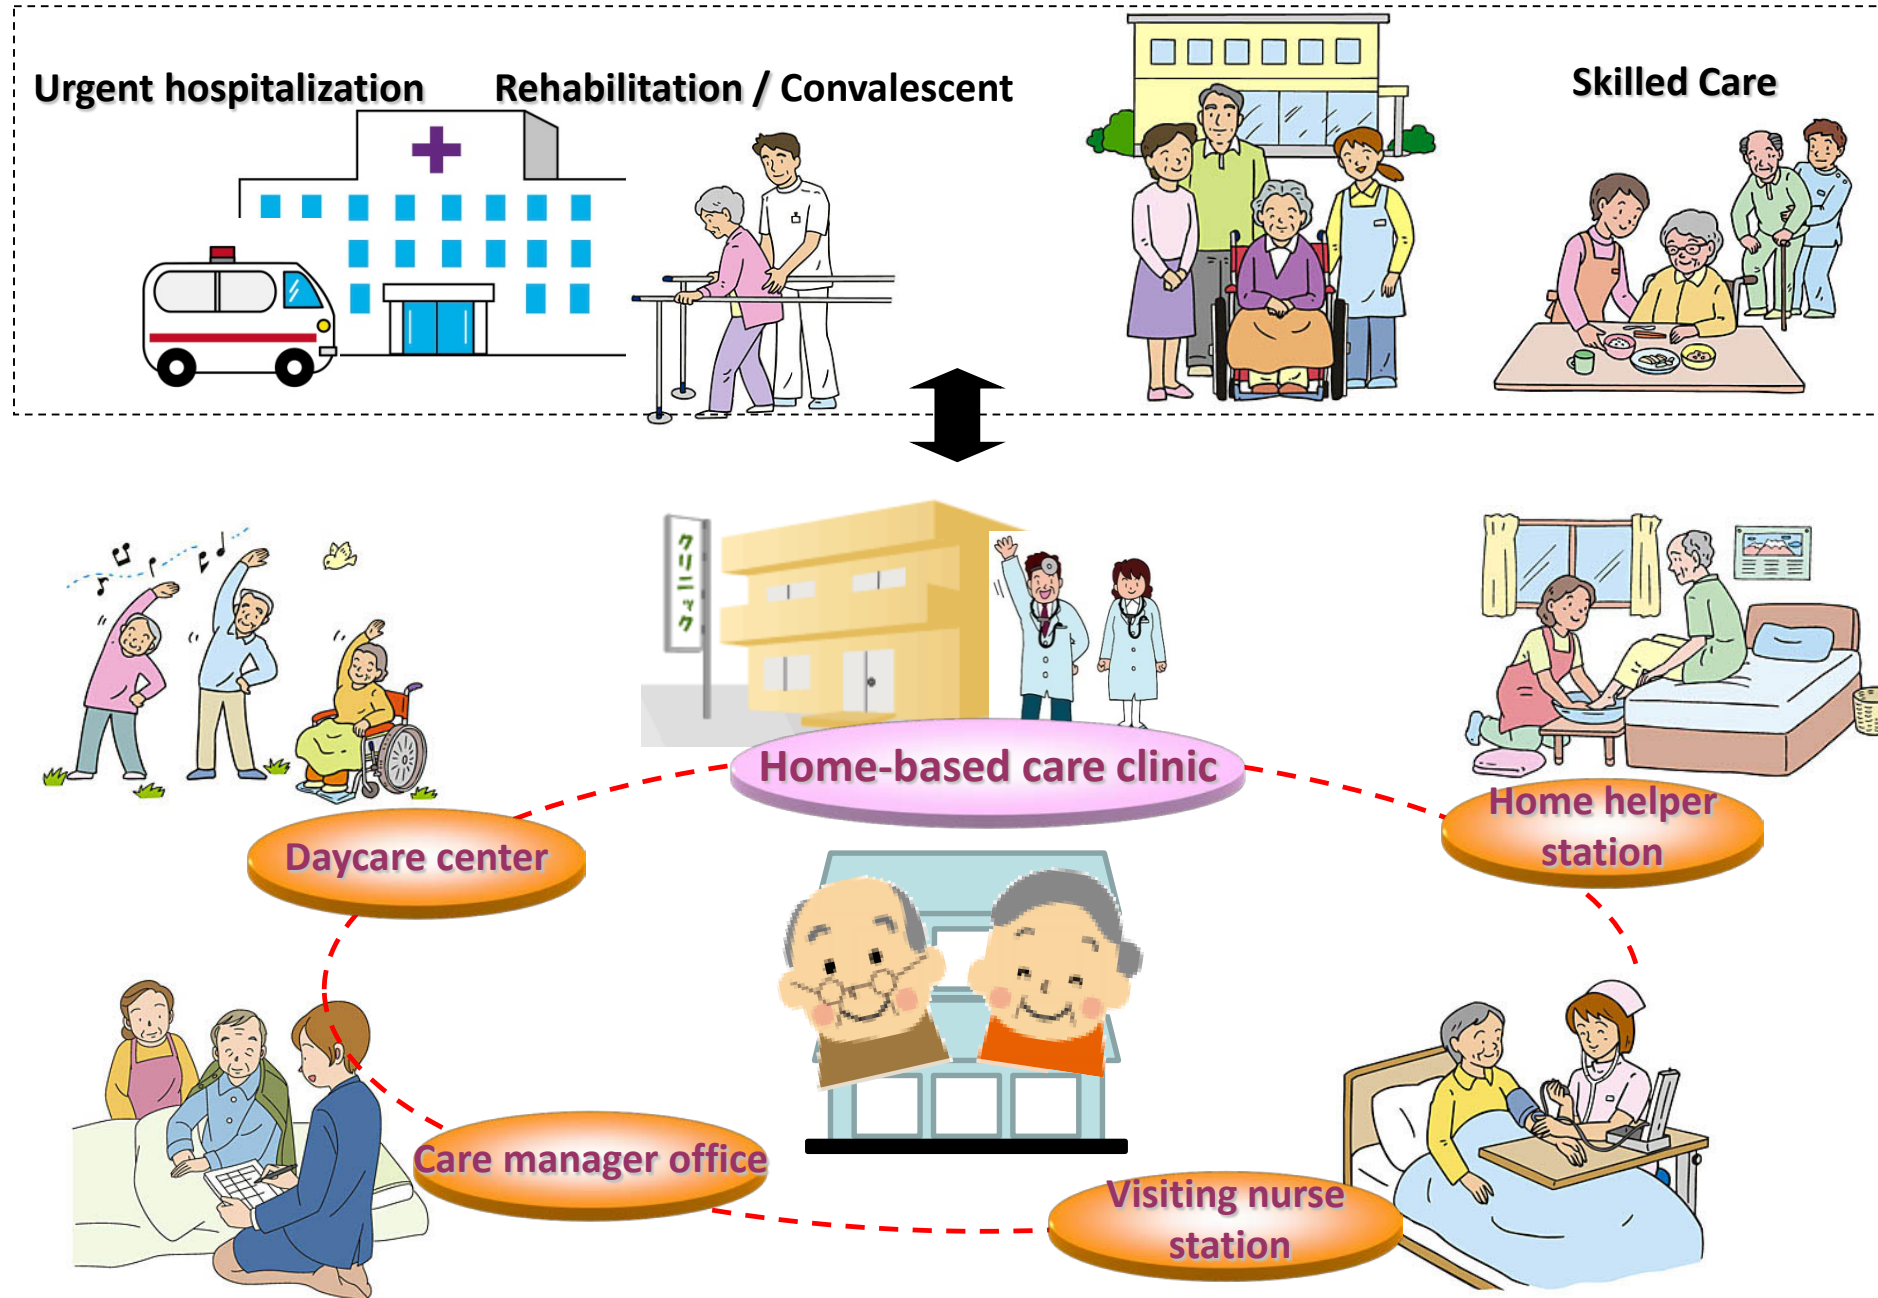 Urgent hospitalization
Rehabilitation / Convalescent
Skilled Care
クリニック
Home-based care clinic
Home helper
station
Daycare center
Care manager office
Visiting nurse
station